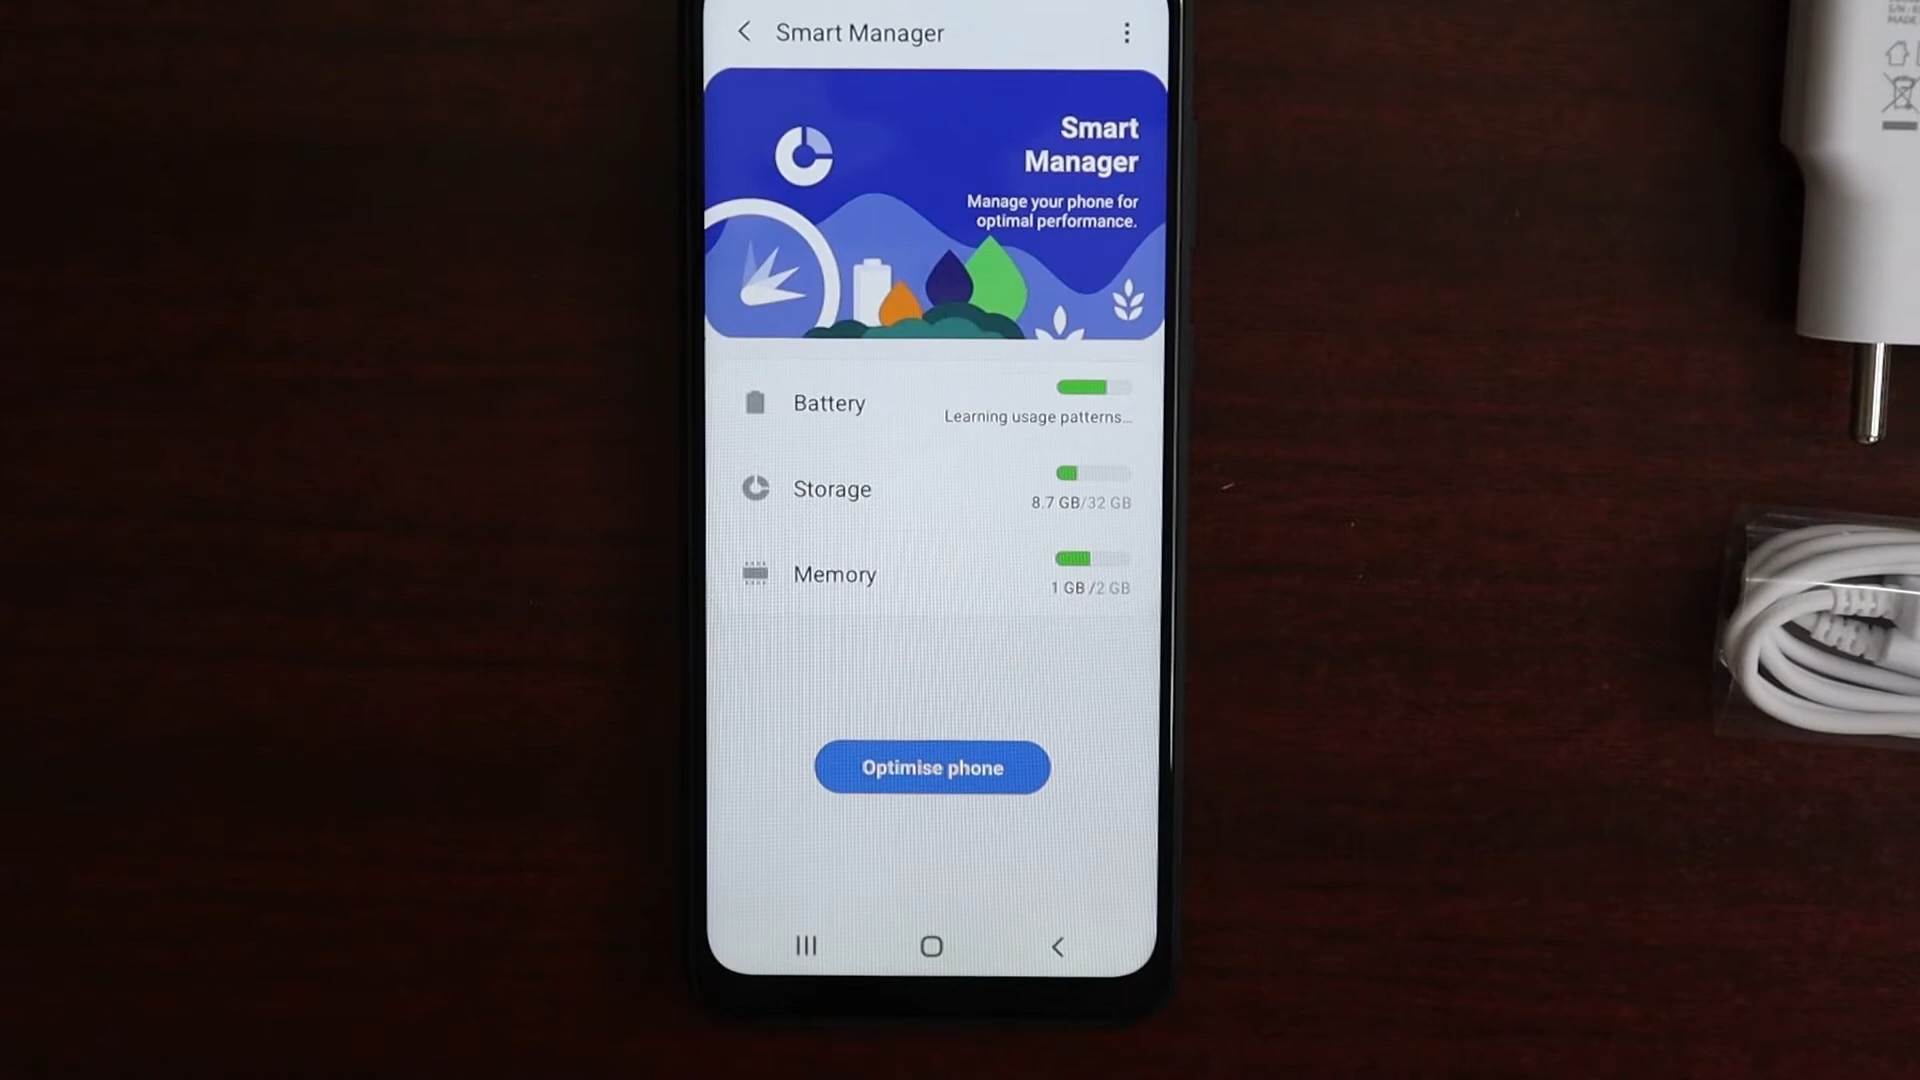 Smart Manager
Smart
Manager
Manage your phone for
optimal performance.
Battery
Learning usage patterns...
Storage
8.7 GB/32 GB
Memory
1 GB/2 GB
Optimise phone